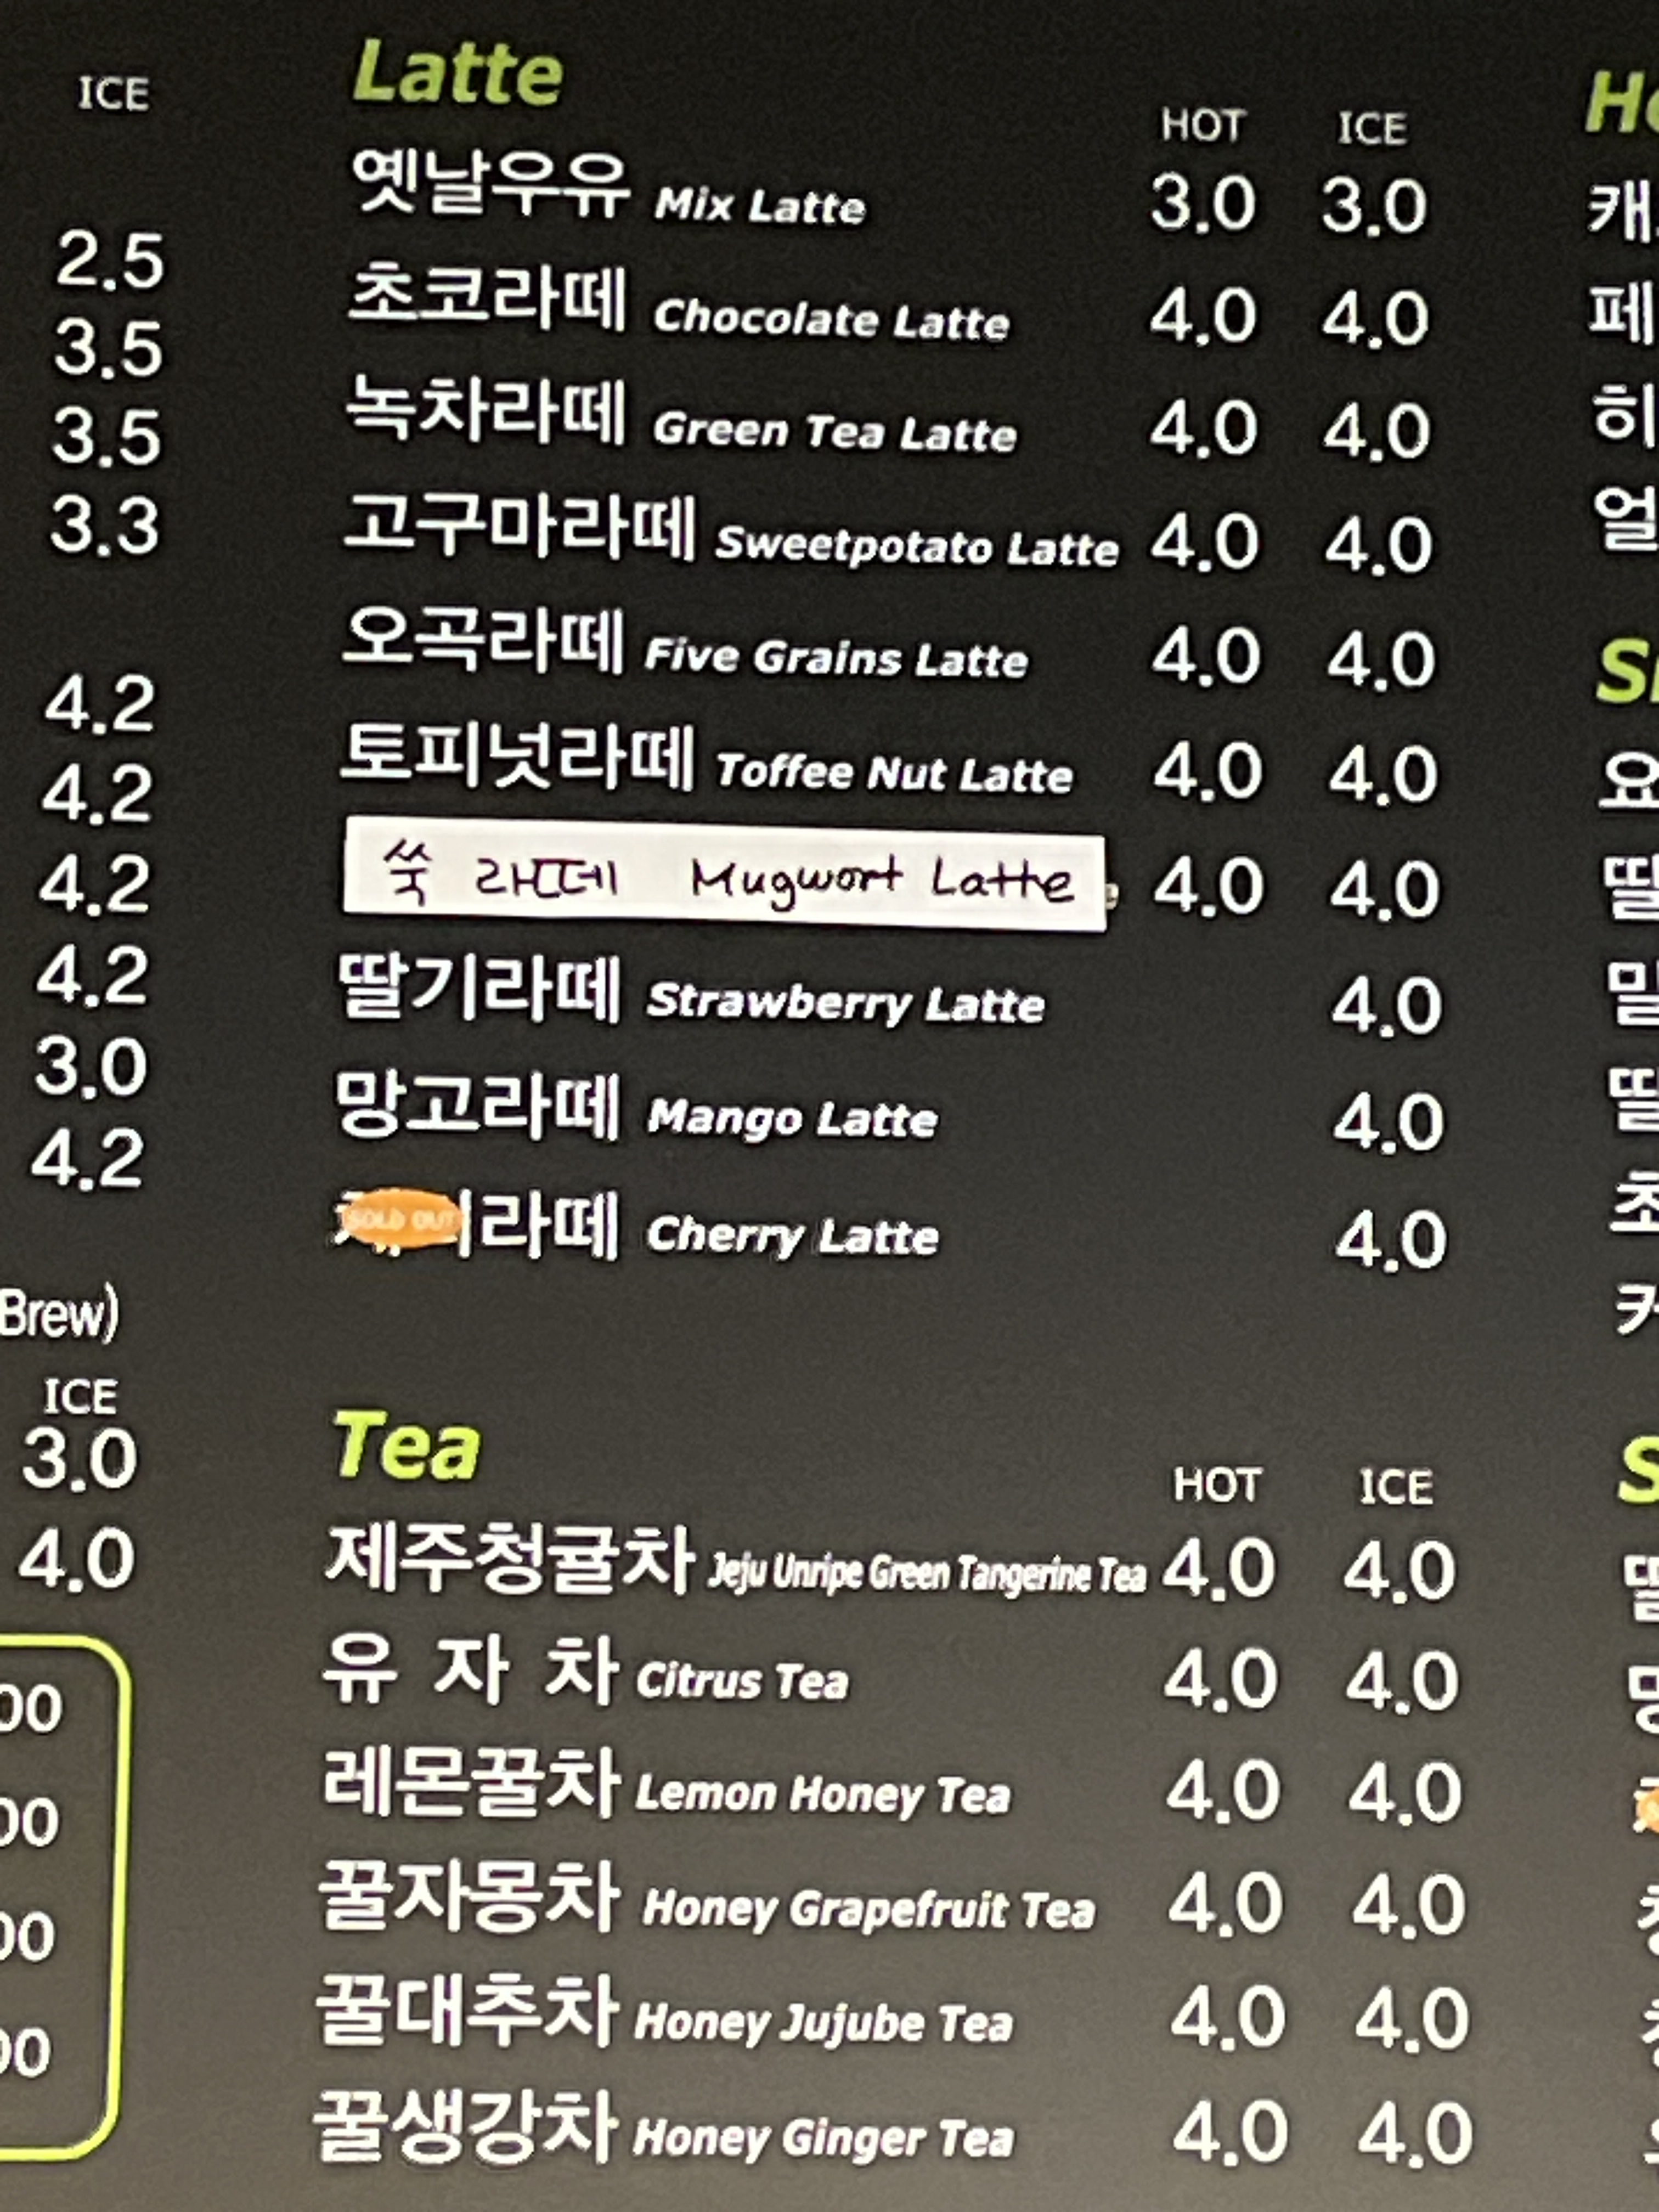 ICE
2.5
3.5
3.5
3.3
4.2
4.2
4.2
4.2
3.0
4.2
Brew)
ICE
3.0
4.0
00
00
00
00
Latte
HOT ICE
옛날우유 Mix Latte 3.0 3.0
초코라떼 Chocolate Latte 4.0 4.0
녹차라떼 Green Tea Latte 4.0 4.0
고구마라떼 Sweetpotato Latte 4.0 4.0
오곡라떼 Five Grains Latte 4.0 4.0
토피넛라떼 Toffee Nut Latte 4.0 4.0
쑥 라떼 Mugwort Latte 4.0 4.0
딸기라떼 Strawberry Latte 4.0
망고라떼 Mango Latte 4.0
SOLD OUT 라떼 Cherry Latte 4.0
Tea
HOT ICE
제주청귤차 Jeju Unripe Green Tangerine Tea 4.0 4.0
유 자 차 Citrus Tea 4.0 4.0
레몬꿀차 Lemon Honey Tea 4.0 4.0
꿀자몽차 Honey Grapefruit Tea 4.0 4.0
꿀대추차 Honey Jujube Tea 4.0 4.0
꿀생강차 Honey Ginger Tea 4.0 4.0
페
히
얼
요